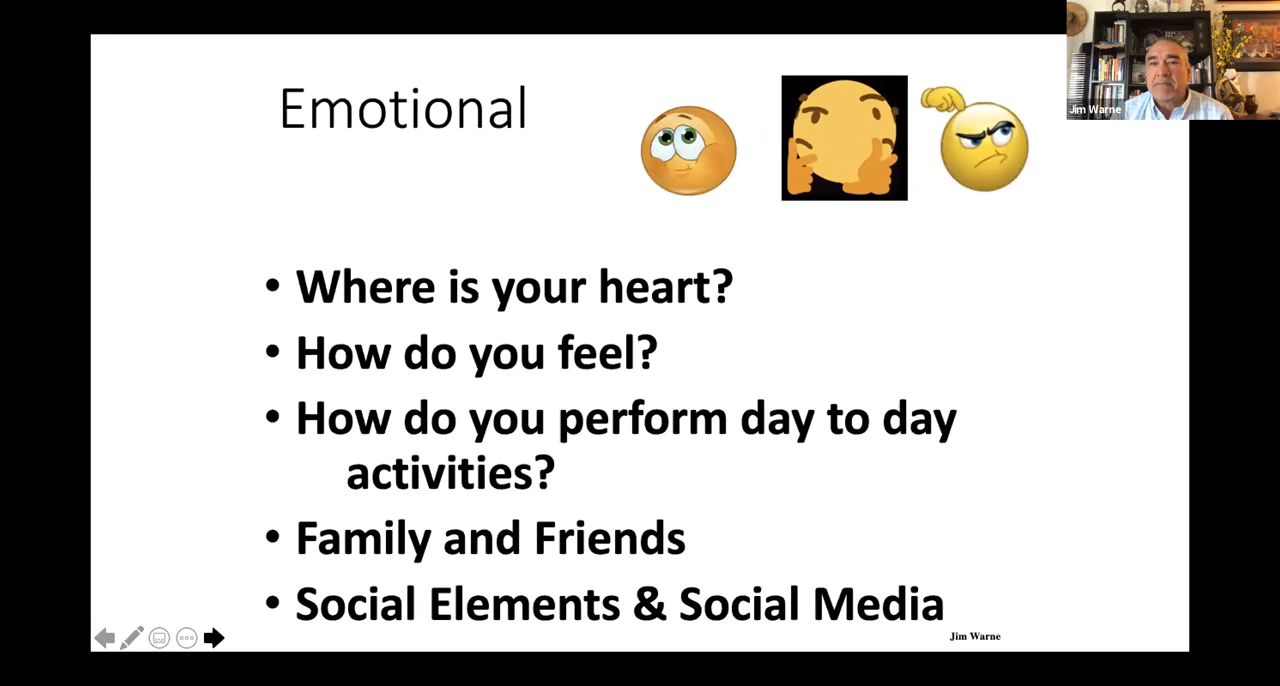 Emotional
Jim Warne
• Where is your heart?
• How do you feel?
• How do you perform day to day
activities?
• Family and Friends
• Social Elements & Social Media
Jim Warne